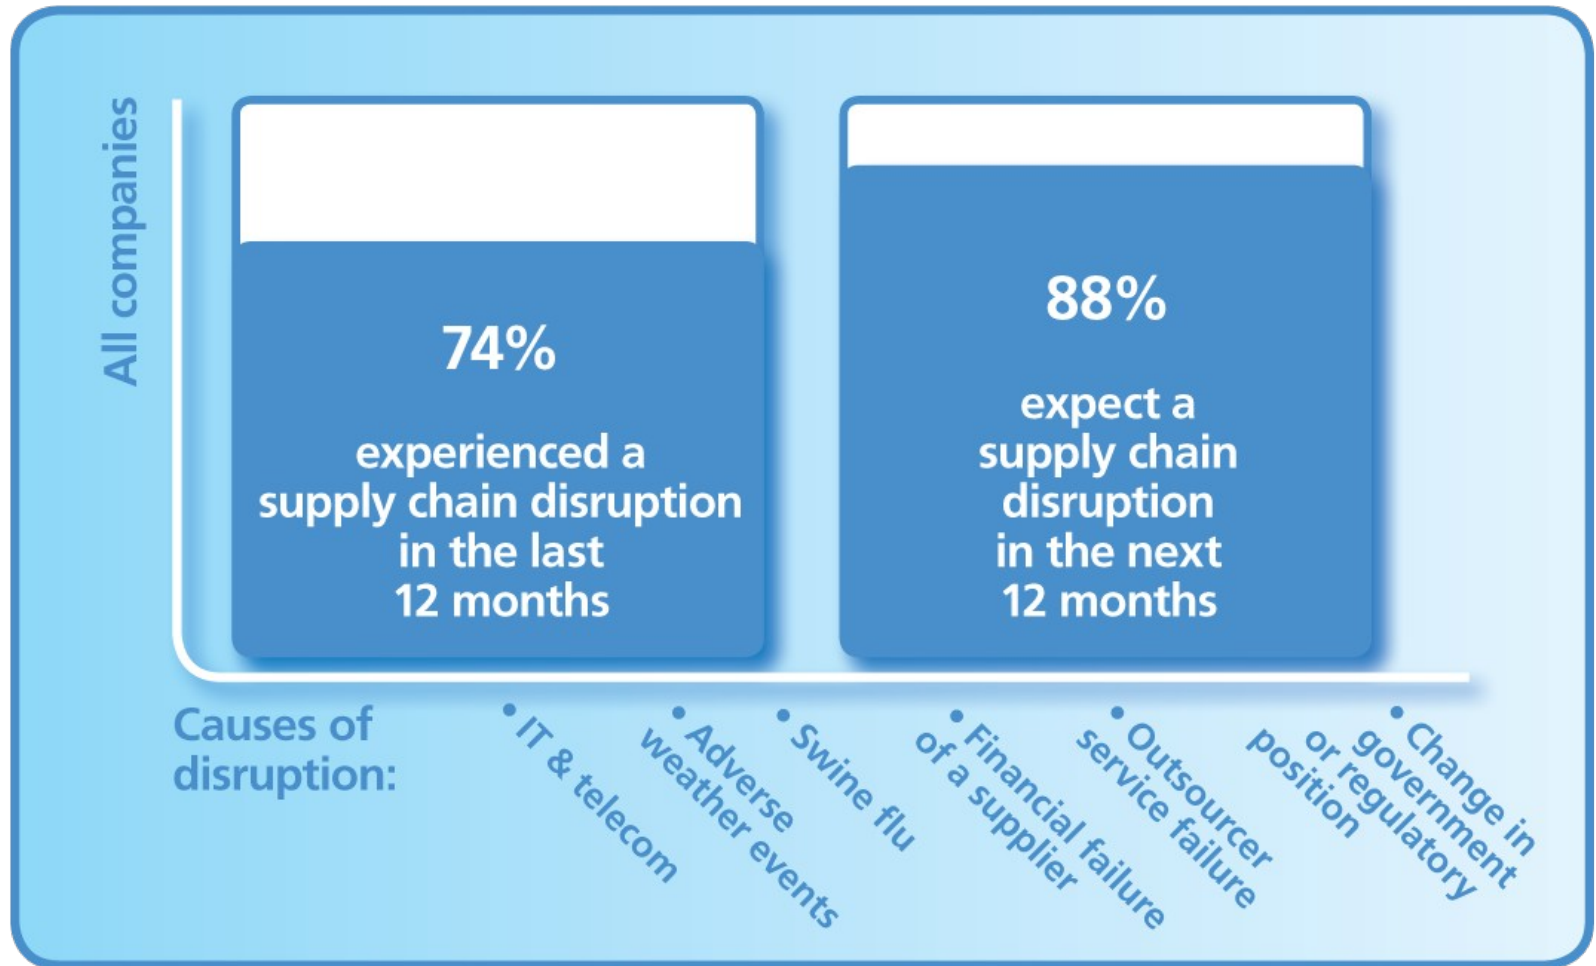 All companies
74%
experienced a
supply chain disruption
in the last
12 months
88%
expect a
supply chain
disruption
in the next
12 months
Causes of
disruption:
• IT & telecom
• Adverse
weather events
• Swine flu
• Financial failure
of a supplier
• Outsourcer
service failure
• Change in
government
or regulatory
position